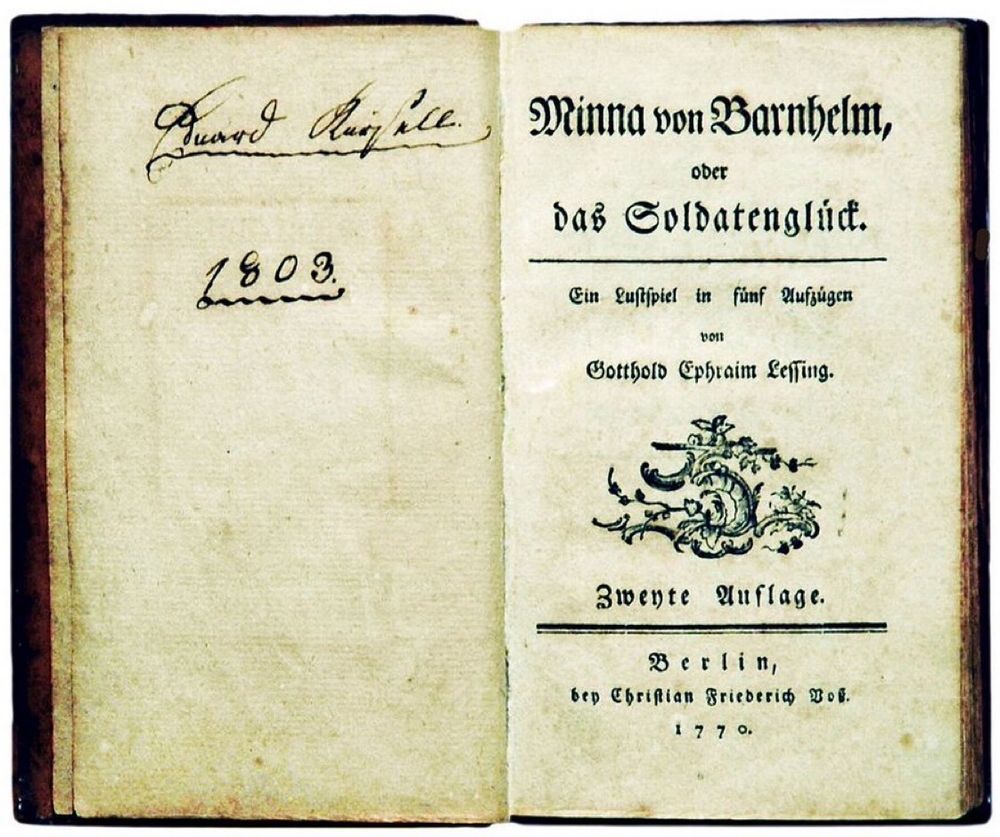 Eduard
1803.
Minna von Barnhelm,
oder
das Soldatenglück.
Ein Lustspiel in fünf Aufzügen
von
Gotthold Ephraim Lessing.
Zweyte Auflage.
Berlin,
bey Christian Friederich Voß.
1770.